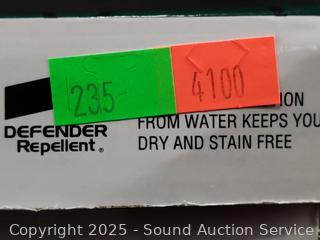 235-
4100
ION
DEFENDER
Repellent®
FROM WATER KEEPS YOU
DRY AND STAIN FREE
Copyright © 2025 - Sound Auction Service